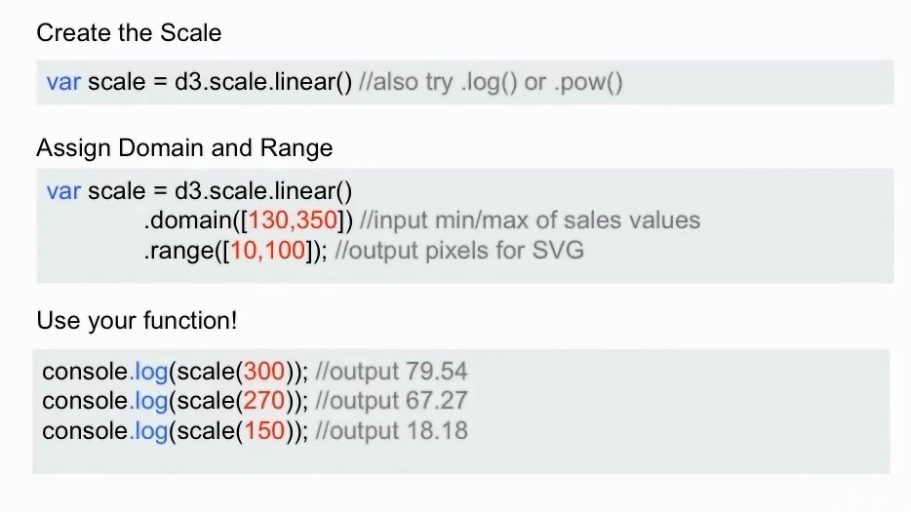 Create the Scale
var scale = d3.scale.linear() //also try .log() or .pow()
Assign Domain and Range
var scale = d3.scale.linear()
.domain([130,350]) //input min/max of sales values
.range([10,100]); //output pixels for SVG
Use your function!
console.log(scale(300)); //output 79.54
console.log(scale(270)); //output 67.27
console.log(scale(150)); //output 18.18